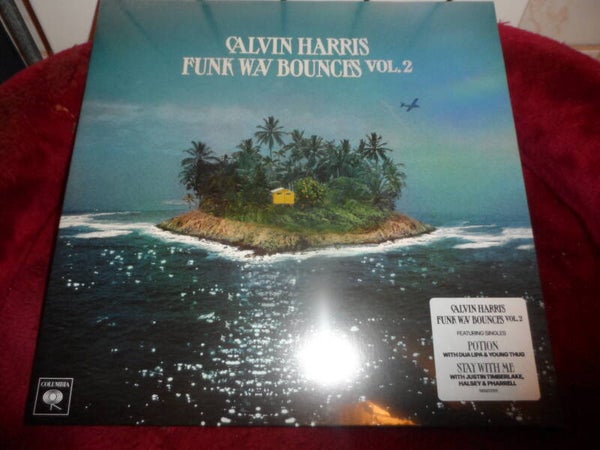 CALVIN HARRIS
FUNK WAV BOUNCES VOL. 2
CALVIN HARRIS
FUNK WAV BOUNCES VOL. 2
FEATURING SINGLES
POTION
WITH DUA LIPA & YOUNG THUG
STAY WITH ME
WITH JUSTIN TIMBERLAKE,
HALSEY & PHARRELL
COLUMBIA